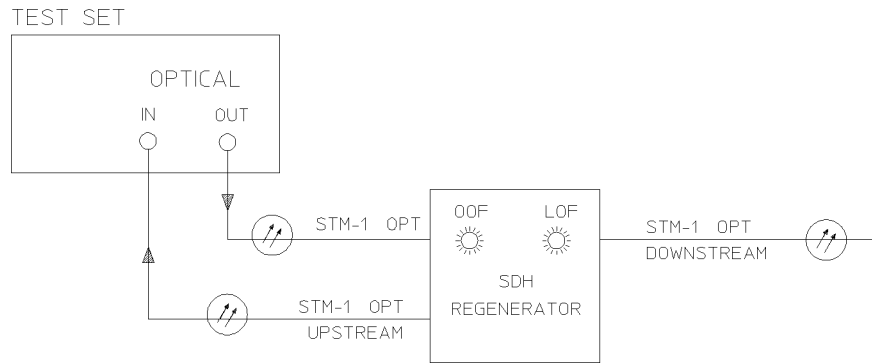 TEST SET
OPTICAL
IN OUT
STM-1 OPT
OOF LOF
STM-1 OPT
DOWNSTREAM
SDH
REGENERATOR
STM-1 OPT
UPSTREAM